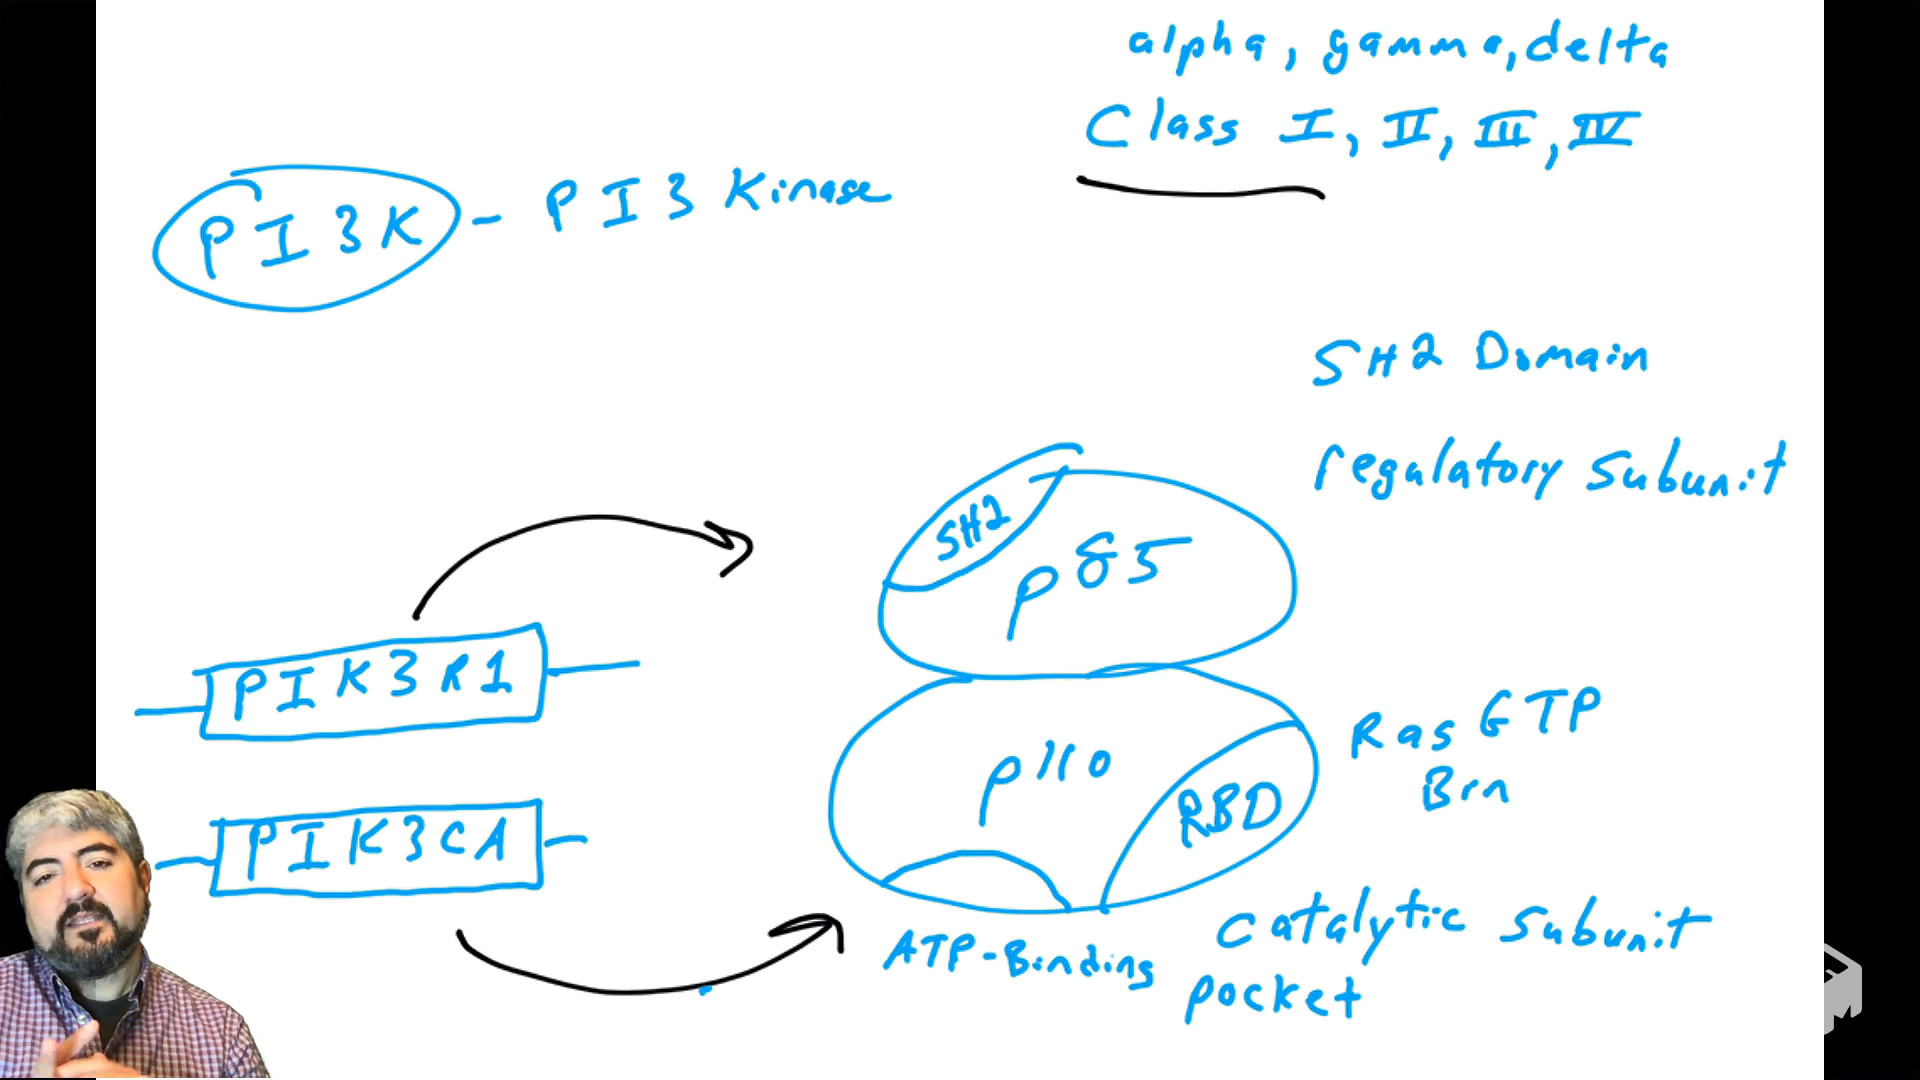 alpha, gamma, delta
Class I, II, III, IV
PI3K - PI3 Kinase
SH2 Domain
regulatory subunit
SH2
p85
PIK3R1
Ras GTP
p110
RBD
PIK3CA
catalytic subunit
ATP-Binding
pocket